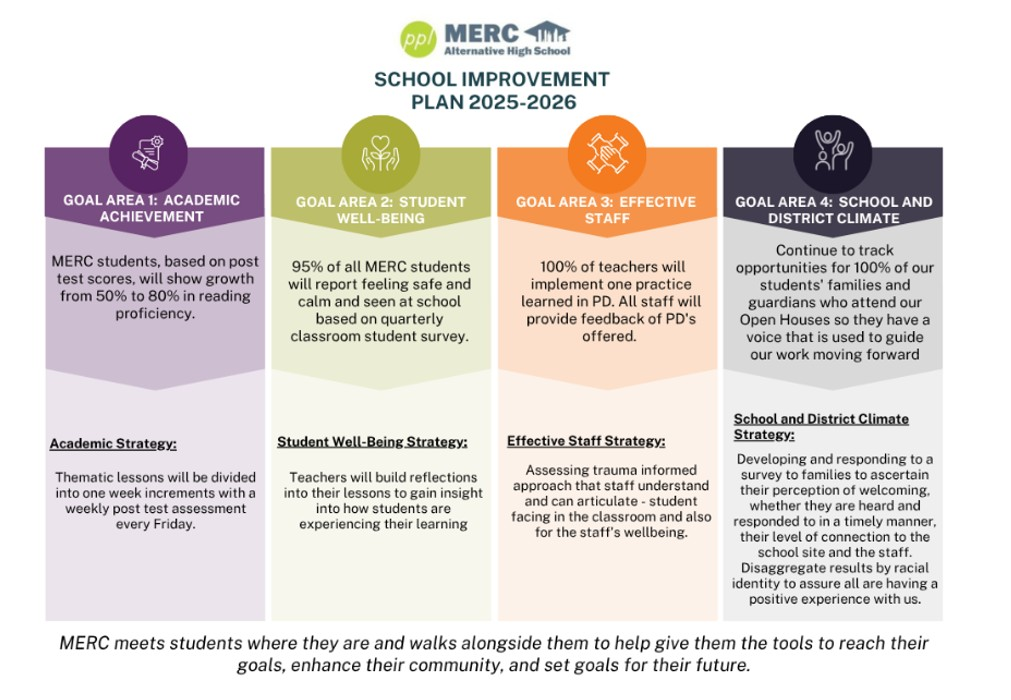 ppl MERC
Alternative High School
SCHOOL IMPROVEMENT
PLAN 2025-2026
GOAL AREA 1: ACADEMIC
ACHIEVEMENT
MERC students, based on post
test scores, will show growth
from 50% to 80% in reading
proficiency.
Academic Strategy:
Thematic lessons will be divided
into one week increments with a
weekly post test assessment
every Friday.
GOAL AREA 2: STUDENT
WELL-BEING
95% of all MERC students
will report feeling safe and
calm and seen at school
based on quarterly
classroom student survey.
Student Well-Being Strategy:
Teachers will build reflections
into their lessons to gain insight
into how students are
experiencing their learning
GOAL AREA 3: EFFECTIVE
STAFF
100% of teachers will
implement one practice
learned in PD. All staff will
provide feedback of PD's
offered.
Effective Staff Strategy:
Assessing trauma informed
approach that staff understand
and can articulate - student
facing in the classroom and also
for the staff's wellbeing.
GOAL AREA 4: SCHOOL AND
DISTRICT CLIMATE
Continue to track
opportunities for 100% of our
students' families and
guardians who attend our
Open Houses so they have a
voice that is used to guide
our work moving forward
School and District Climate
Strategy:
Developing and responding to a
survey to families to ascertain
their perception of welcoming,
whether they are heard and
responded to in a timely manner,
their level of connection to the
school site and the staff.
Disaggregate results by racial
identity to assure all are having a
positive experience with us.
MERC meets students where they are and walks alongside them to help give them the tools to reach their
goals, enhance their community, and set goals for their future.